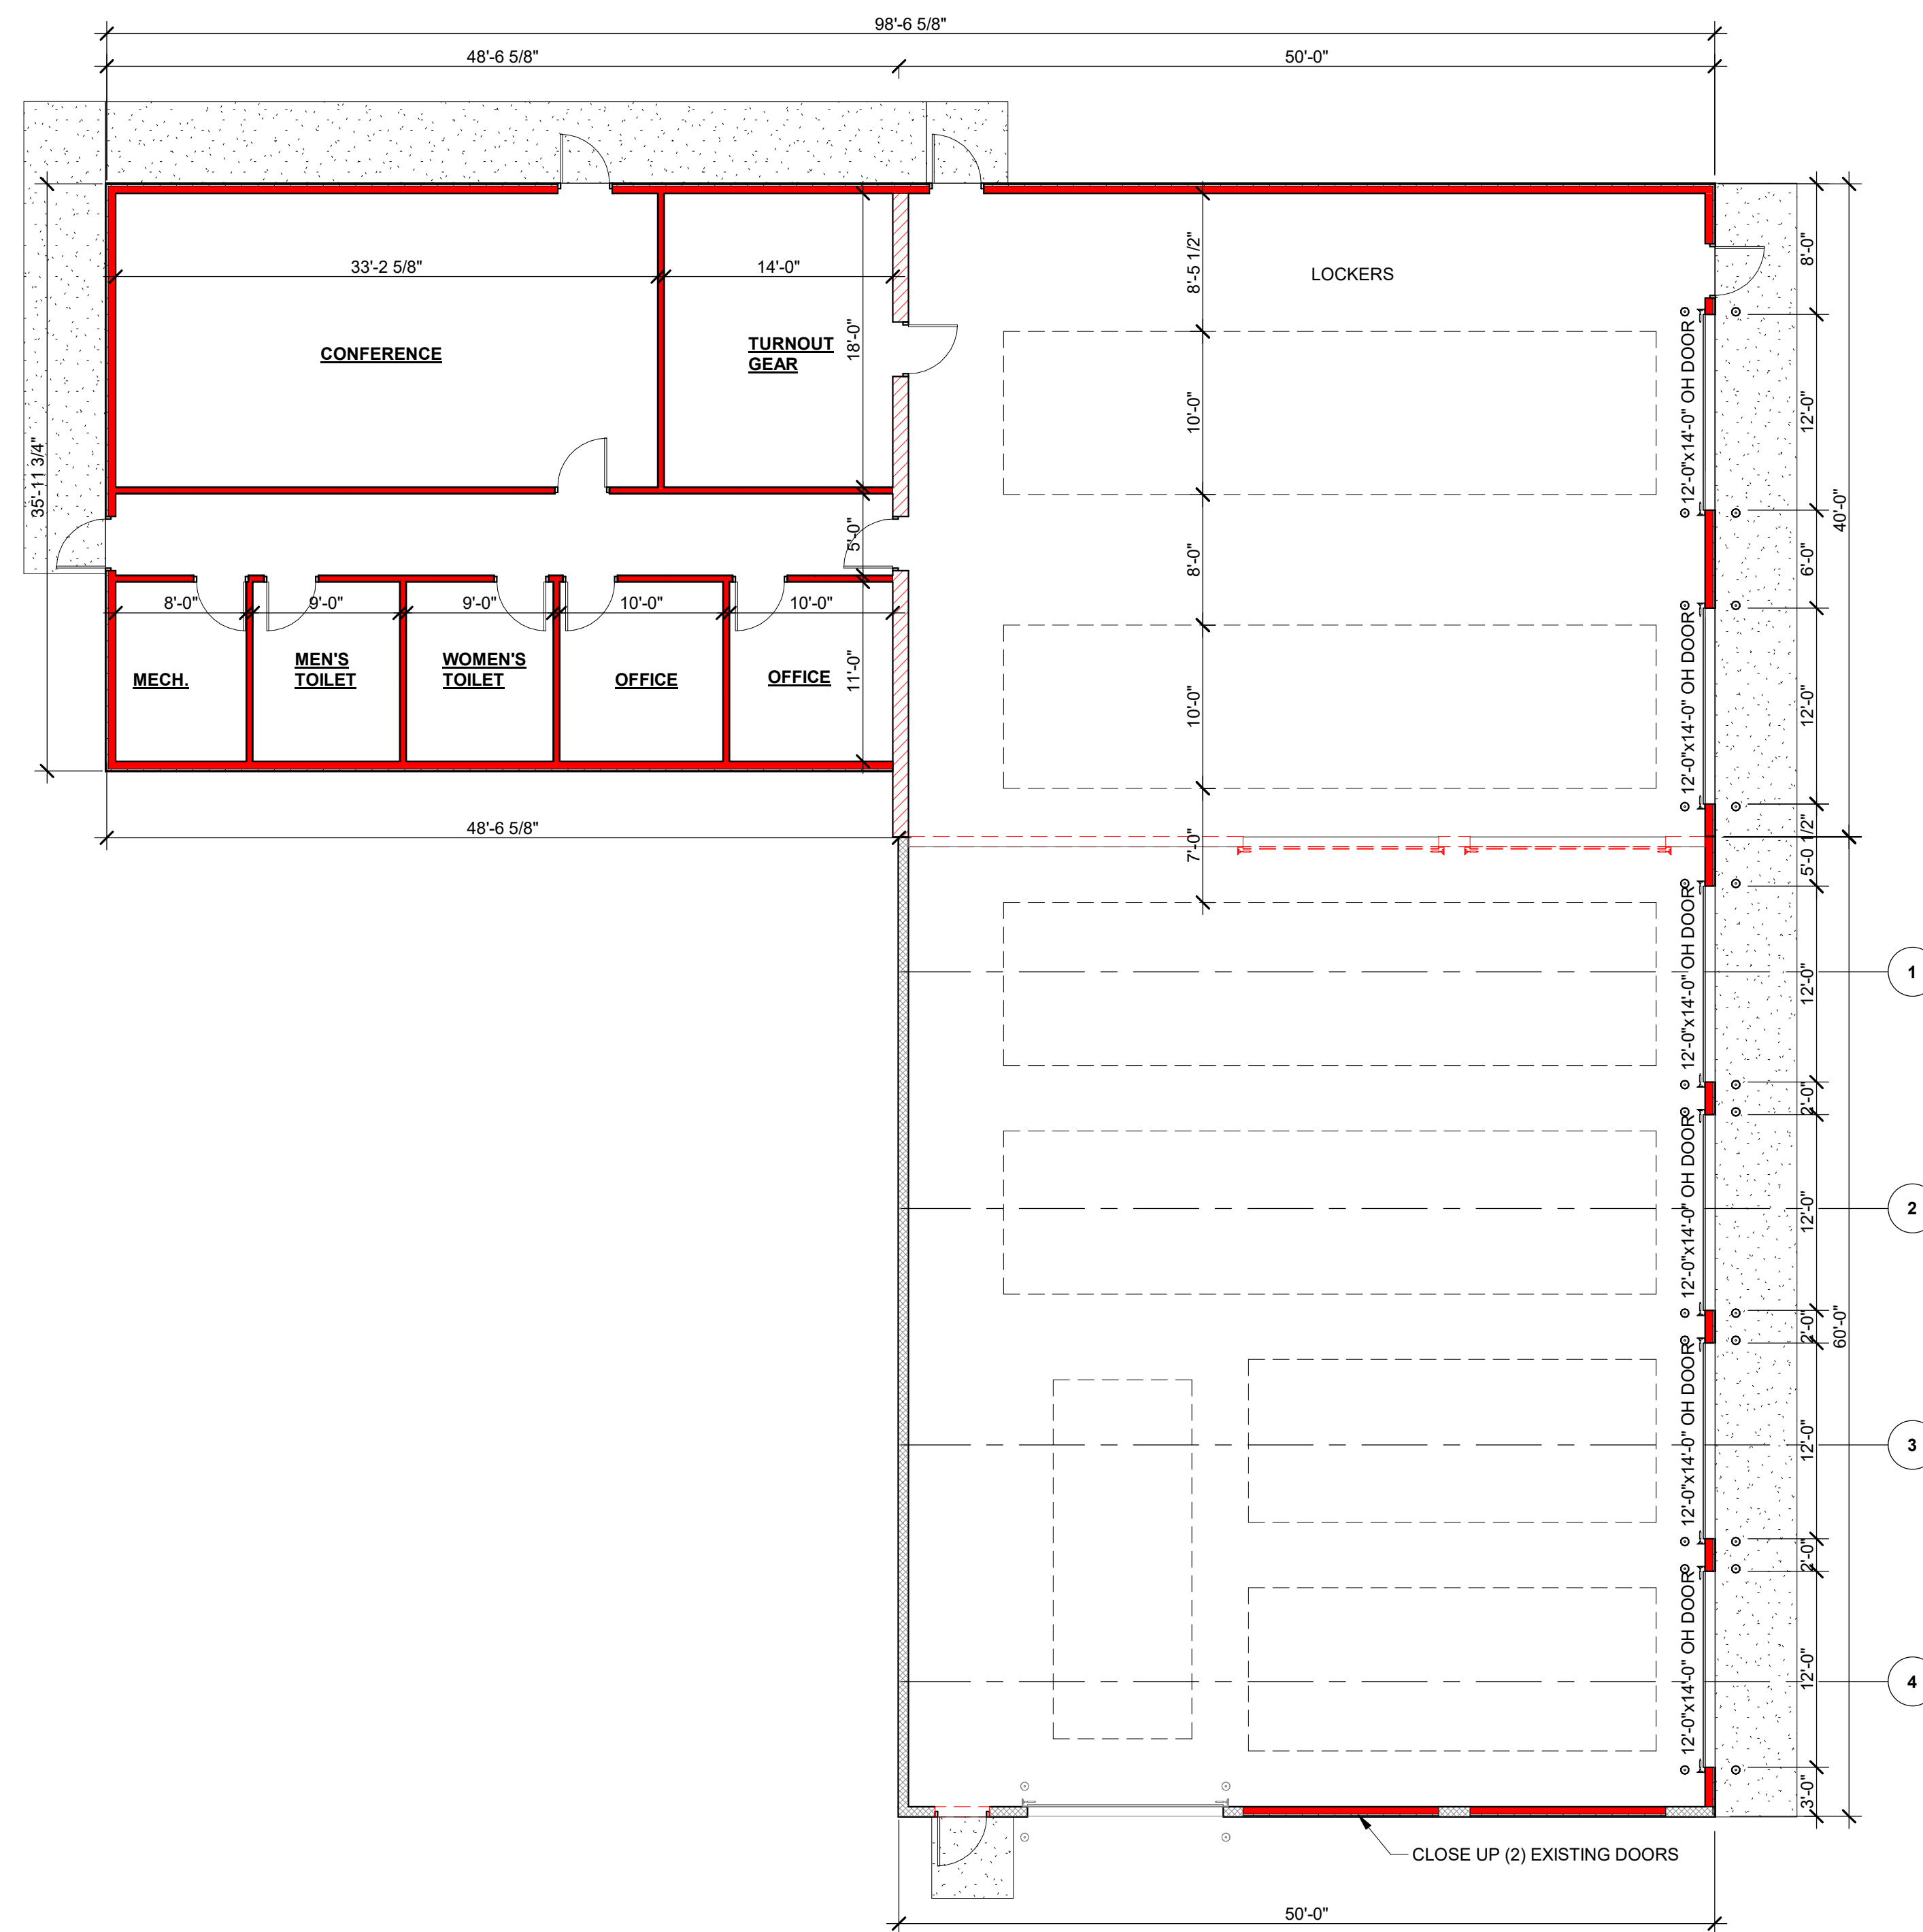 98'-6 5/8"
48'-6 5/8"
50'-0"
33'-2 5/8"
14'-0"
8'-5 1/2"
LOCKERS
8'-0"
CONFERENCE
TURNOUT
GEAR
18'-0"
10'-0"
12'-0"x14'-0" OH DOOR
12'-0"
35'-11 3/4"
40'-0"
5'-0"
8'-0"
6'-0"
8'-0"
9'-0"
9'-0"
10'-0"
10'-0"
MECH.
MEN'S
TOILET
WOMEN'S
TOILET
OFFICE
OFFICE
11'-0"
10'-0"
12'-0"x14'-0" OH DOOR
12'-0"
48'-6 5/8"
7'-0"
5'-0 1/2"
12'-0"x14'-0" OH DOOR
12'-0"
1
2'-0"
12'-0"x14'-0" OH DOOR
12'-0"
2
2'-0"
60'-0"
12'-0"x14'-0" OH DOOR
12'-0"
3
2'-0"
12'-0"x14'-0" OH DOOR
12'-0"
4
3'-0"
CLOSE UP (2) EXISTING DOORS
50'-0"